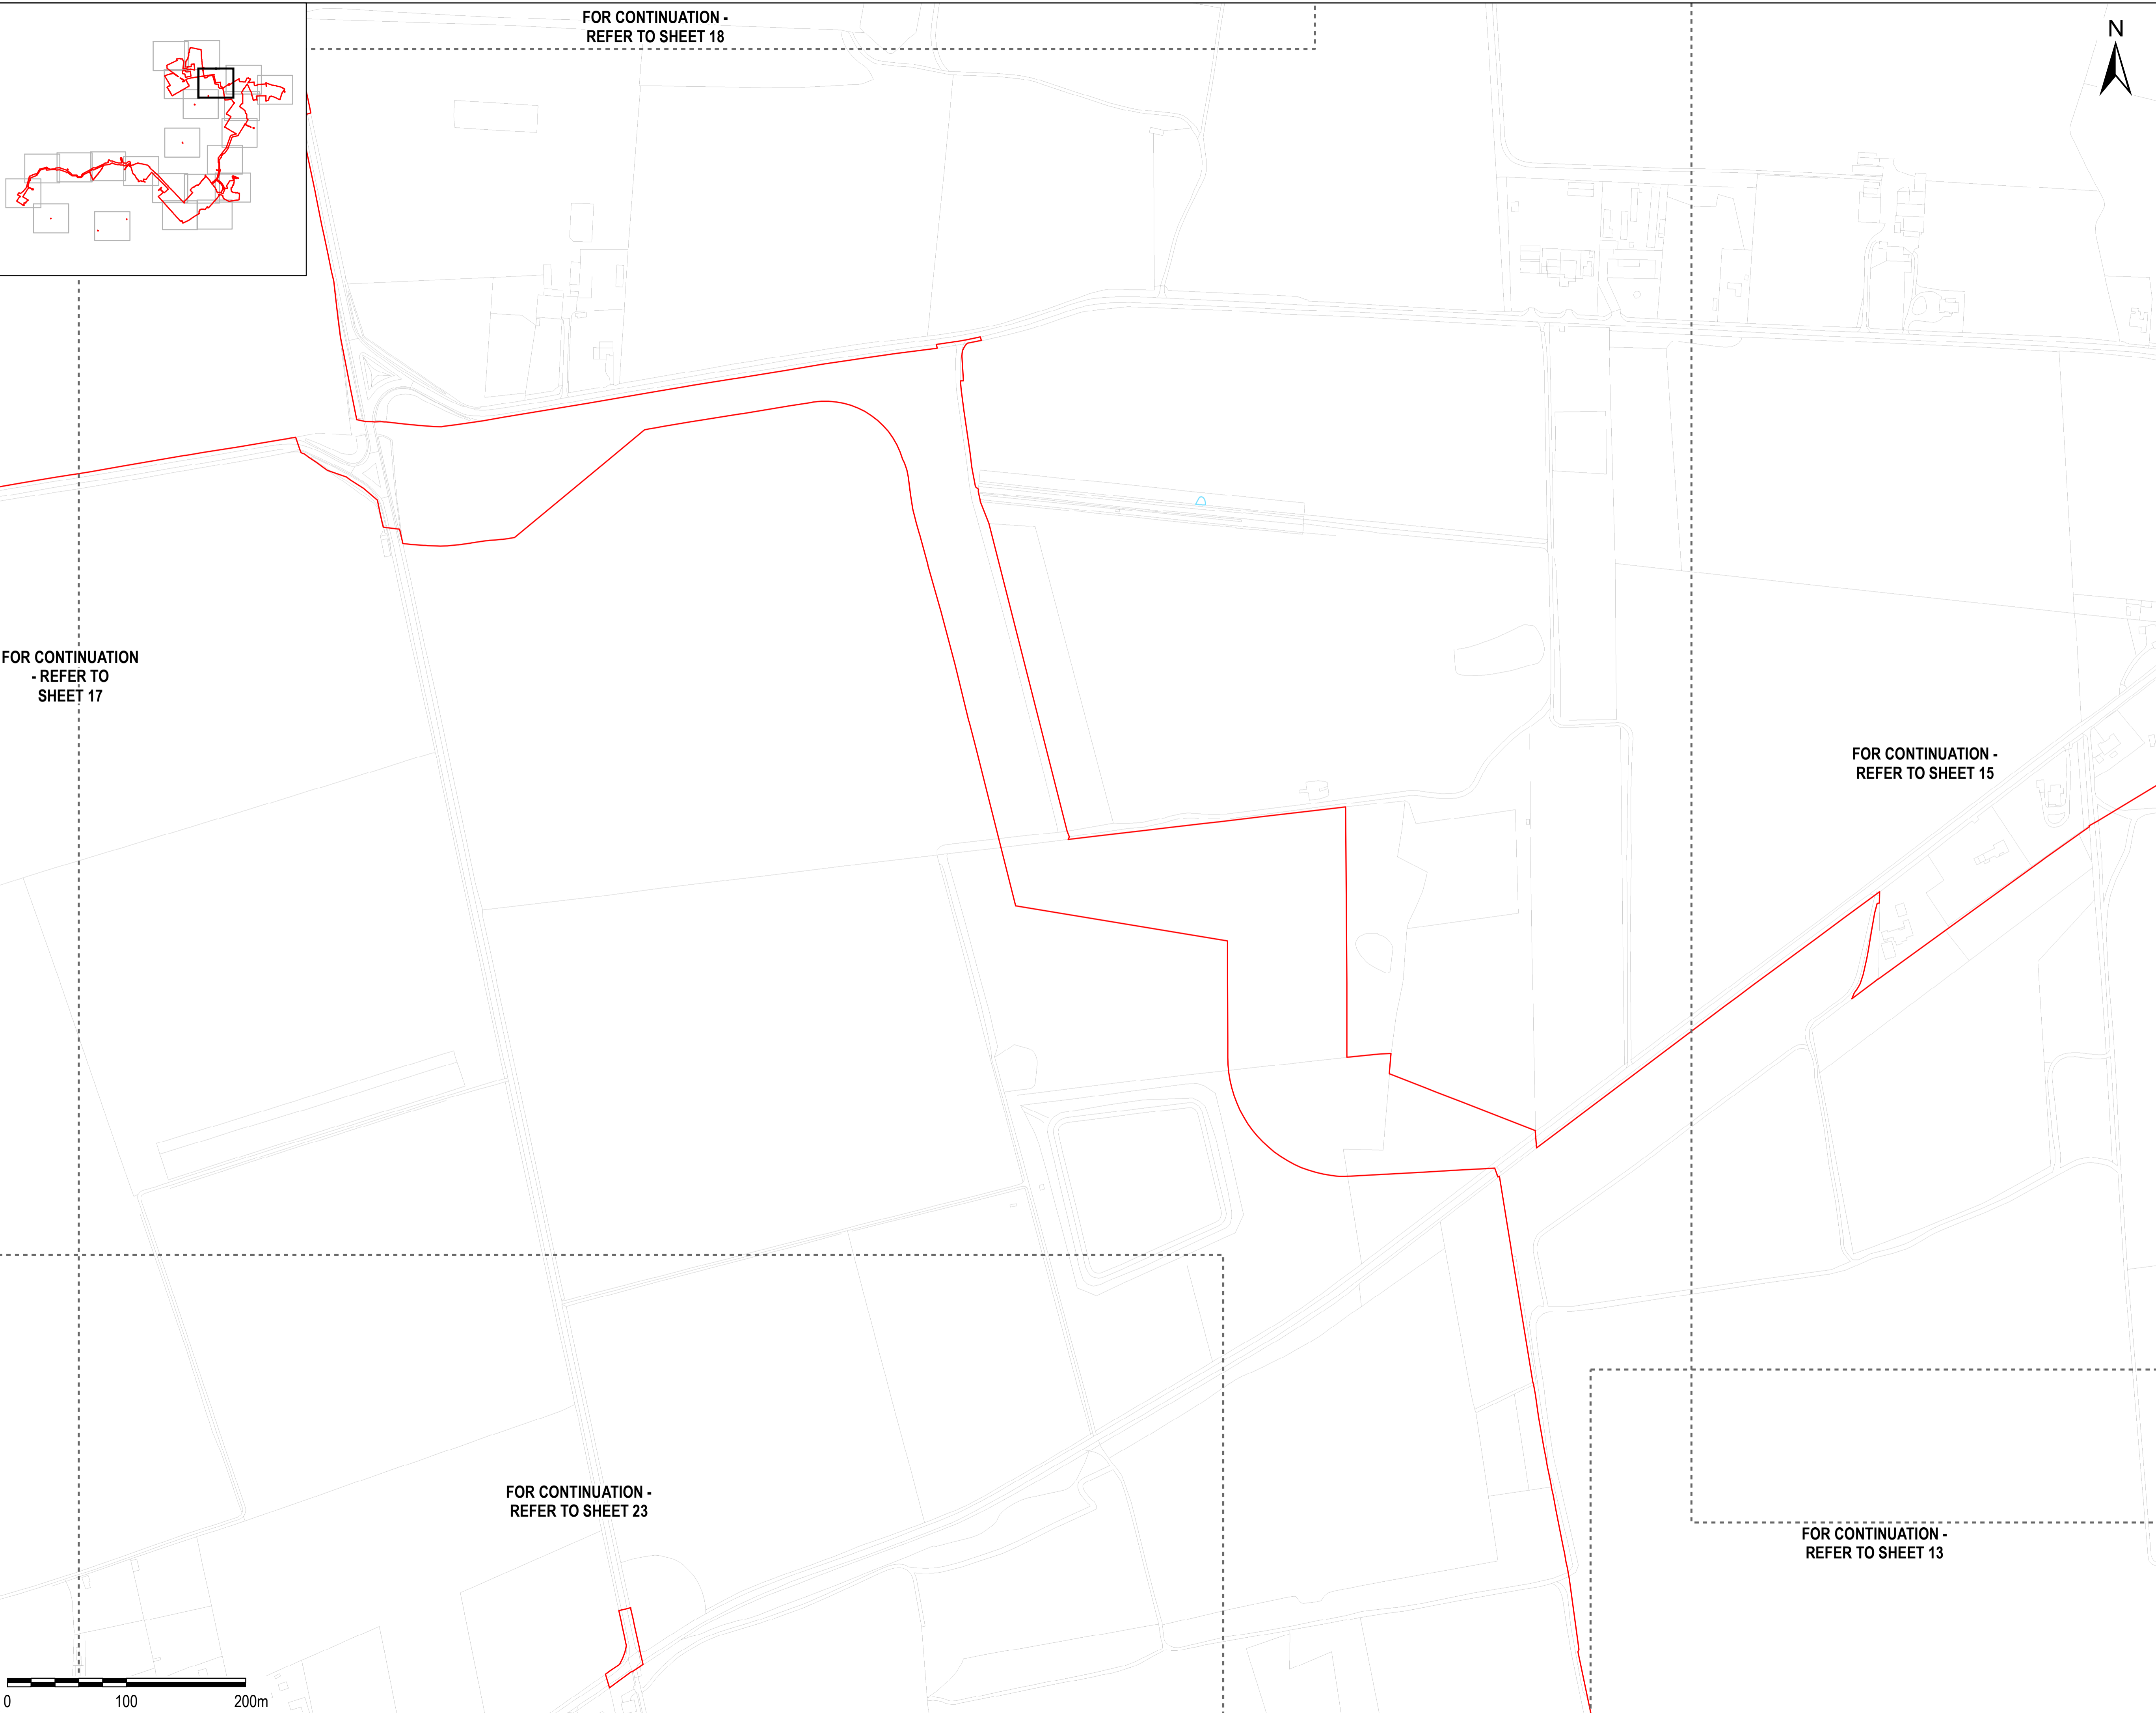 FOR CONTINUATION -
REFER TO SHEET 18
N
FOR CONTINUATION
- REFER TO
SHEET 17
FOR CONTINUATION -
REFER TO SHEET 15
FOR CONTINUATION -
REFER TO SHEET 23
FOR CONTINUATION -
REFER TO SHEET 13
0 100 200m